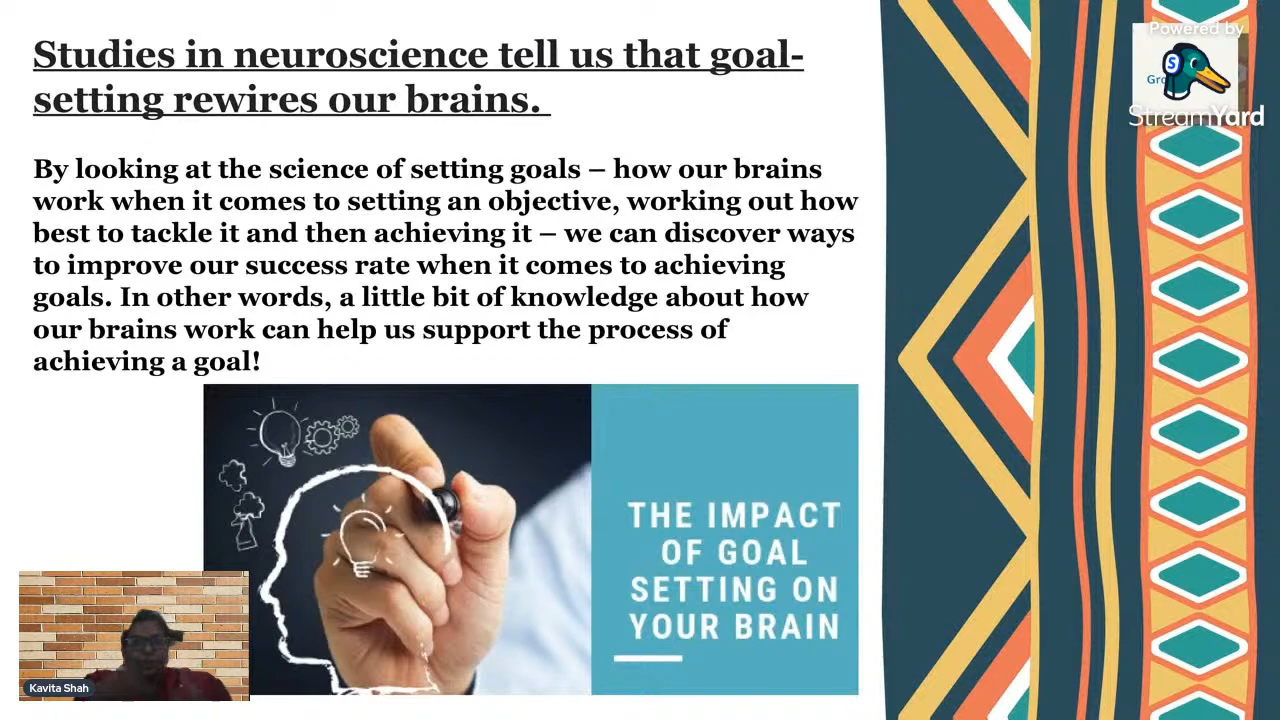 Studies in neuroscience tell us that goal-
setting rewires our brains.
By looking at the science of setting goals – how our brains
work when it comes to setting an objective, working out how
best to tackle it and then achieving it – we can discover ways
to improve our success rate when it comes to achieving
goals. In other words, a little bit of knowledge about how
our brains work can help us support the process of
achieving a goal!
THE IMPACT
OF GOAL
SETTING ON
YOUR BRAIN
Kavita Shah
Powered by
S
StreamYard